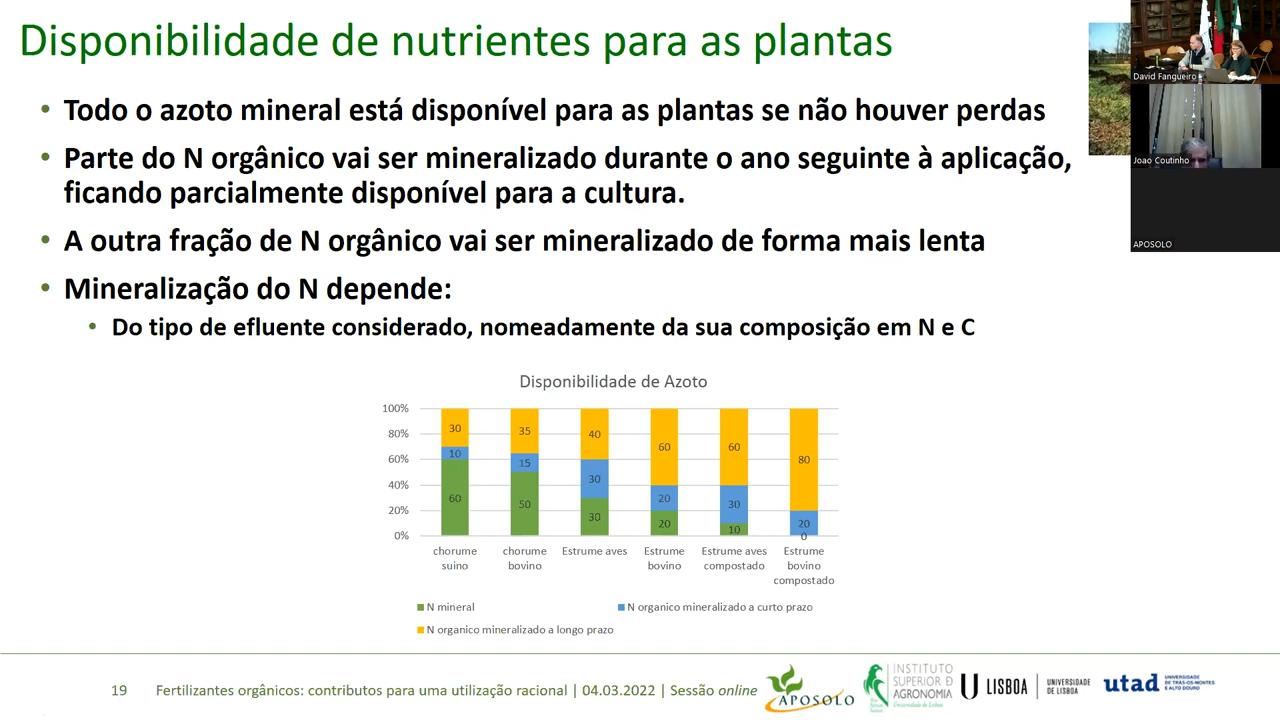 Disponibilidade de nutrientes para as plantas
• Todo o azoto mineral está disponível para as plantas se não houver perdas
• Parte do N orgânico vai ser mineralizado durante o ano seguinte à aplicação,
ficando parcialmente disponível para a cultura.
• A outra fração de N orgânico vai ser mineralizado de forma mais lenta
• Mineralização do N depende:
• Do tipo de efluente considerado, nomeadamente da sua composição em N e C
David Fangueiro
Joao Coutinho
APOSOLO
Disponibilidade de Azoto
100%
80%
60%
40%
20%
0%
30
10
60
35
15
50
40
30
30
60
20
20
60
30
10
80
20
0
chorume
suino
chorume
bovino
Estrume aves
Estrume
bovino
Estrume aves
compostado
Estrume
bovino
compostado
N mineral
N organico mineralizado a curto prazo
N organico mineralizado a longo prazo
19 Fertilizantes orgânicos: contributos para uma utilização racional | 04.03.2022 | Sessão online
APOSOLO
INSTITUTO
SUPERIOR D
AGRONOMIA
Universidade de Lisboa
U LISBOA
UNIVERSIDADE
DE LISBOA
utad
UNIVERSIDADE
DE TRÁS-OS-MONTES
E ALTO DOURO